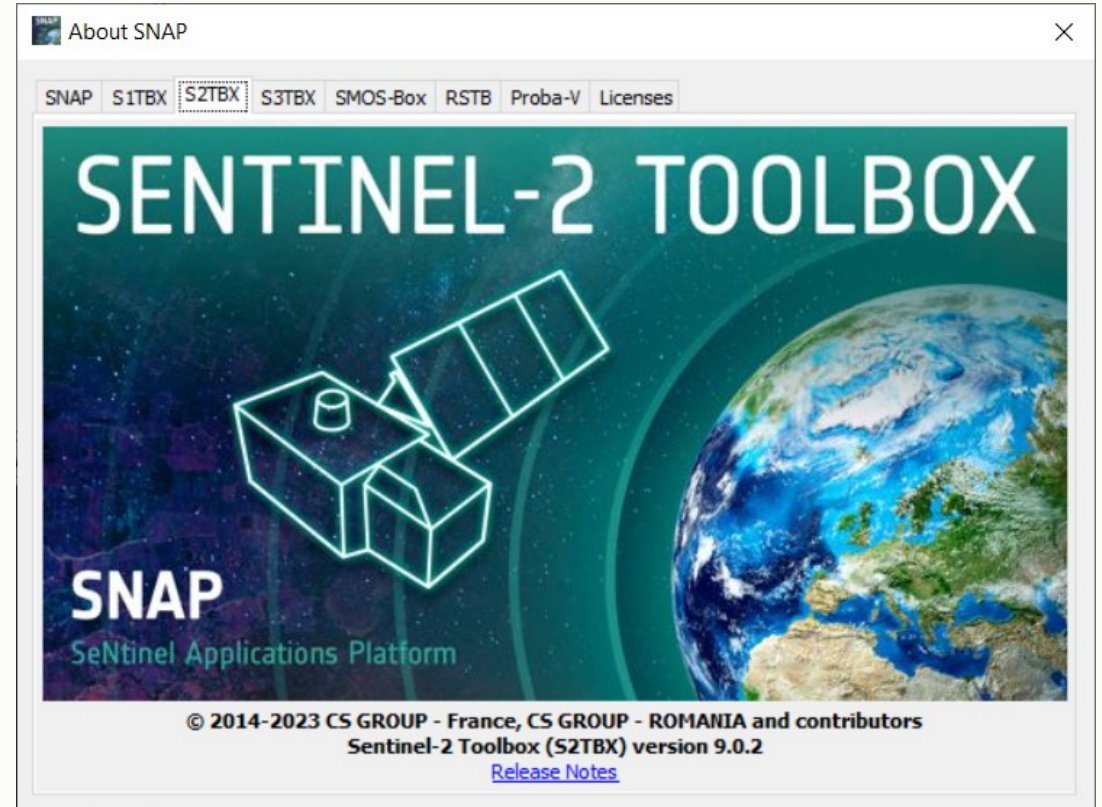 About SNAP
SNAP S1TBX S2TBX S3TBX SMOS-Box RSTB Proba-V Licenses
SENTINEL-2 TOOLBOX
SNAP
SeNtinel Applications Platform
© 2014-2023 CS GROUP - France, CS GROUP - ROMANIA and contributors
Sentinel-2 Toolbox (S2TBX) version 9.0.2
Release Notes